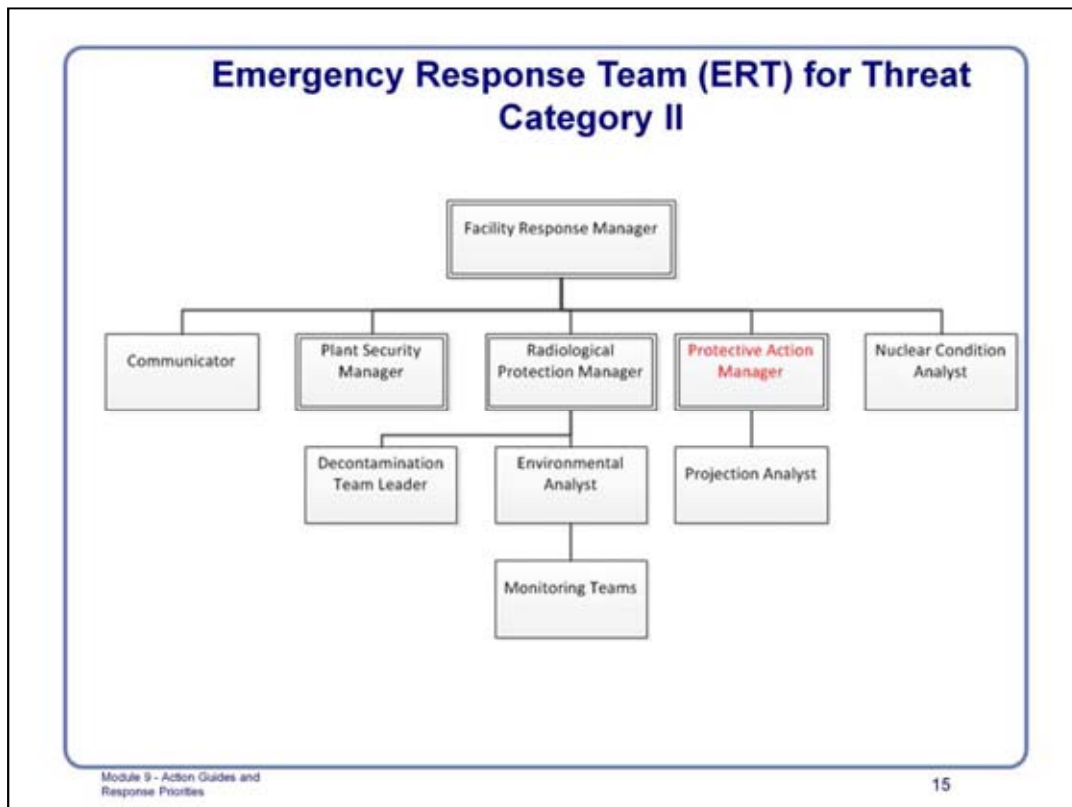 Emergency Response Team (ERT) for Threat
Category II
Facility Response Manager
Communicator
Plant Security
Manager
Radiological
Protection Manager
Protective Action
Manager
Nuclear Condition
Analyst
Decontamination
Team Leader
Environmental
Analyst
Projection Analyst
Monitoring Teams
Module 9 - Action Guides and
Response Priorities
15